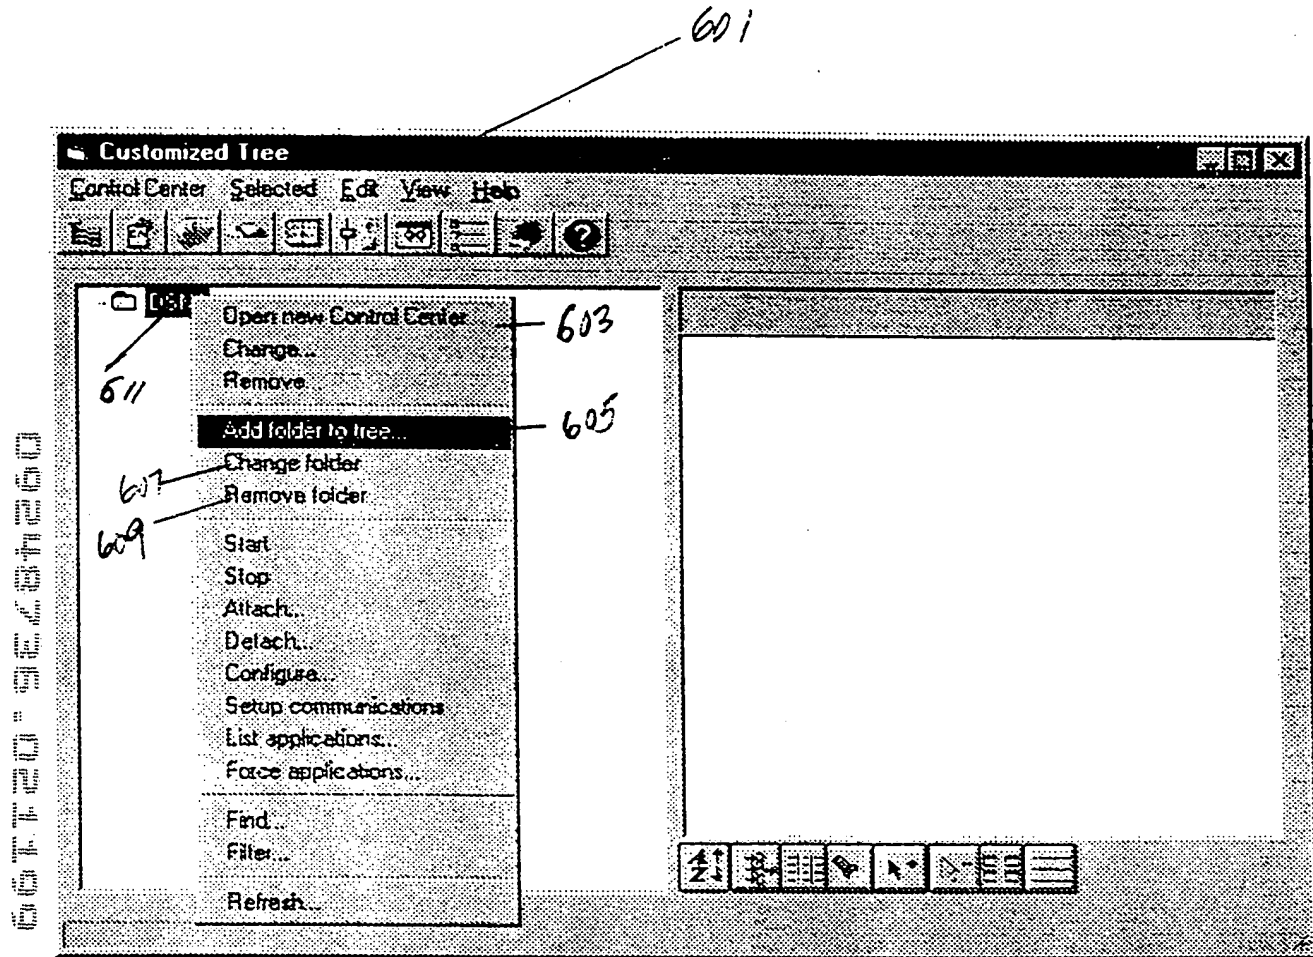 601
Customized Tree
Control Center Selected Edit View Help
Open new Control Center
603
Change...
Remove
611
Add folder to tree...
605
Change folder
607
Remove folder
609
Start
Stop
Attach...
Detach...
Configure...
Setup communications
List applications...
Force applications...
Find...
Filter...
Refresh...